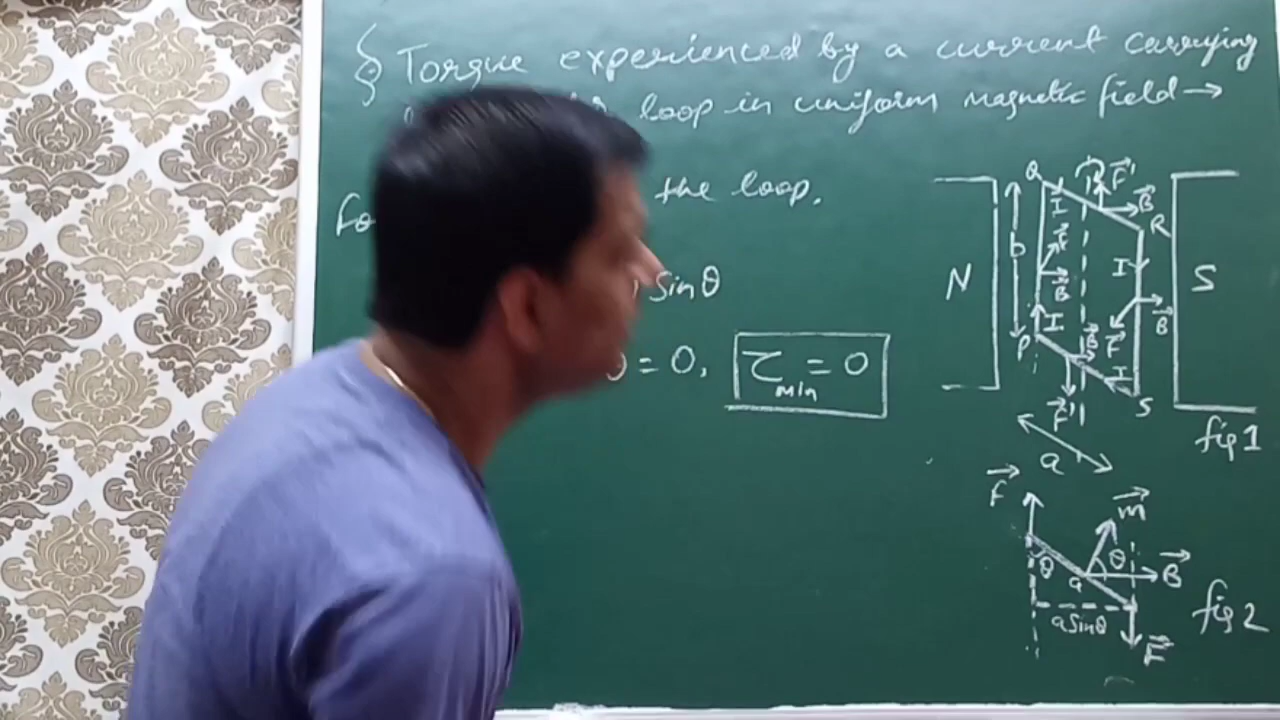 § Torque experienced by a current carrying
loop in uniform magnetic field →
the loop.
Sinθ
= 0, τmin = 0
Q I F⃗' B⃗ R
b F⃗ B⃗ I
N I S
P B⃗ F⃗ I B⃗
F⃗' S
a fig 1
F⃗ m⃗
θ a θ B⃗
a Sinθ fig 2
F⃗